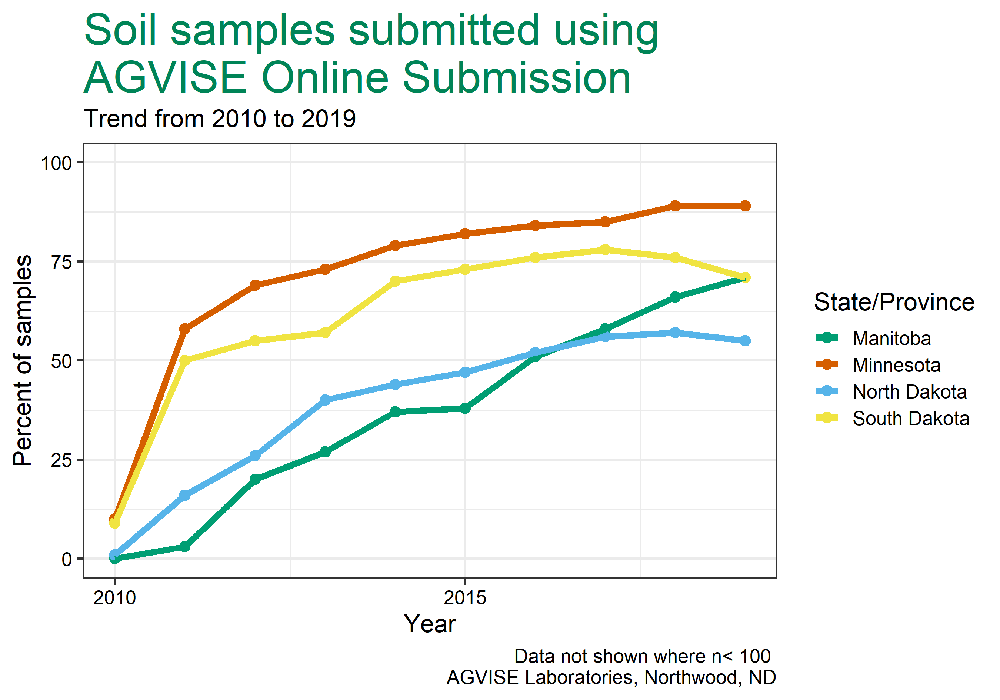 Soil samples submitted using
AGVISE Online Submission
Trend from 2010 to 2019
100
75
50
25
0
Percent of samples
2010
2015
Year
State/Province
Manitoba
Minnesota
North Dakota
South Dakota
Data not shown where n< 100
AGVISE Laboratories, Northwood, ND